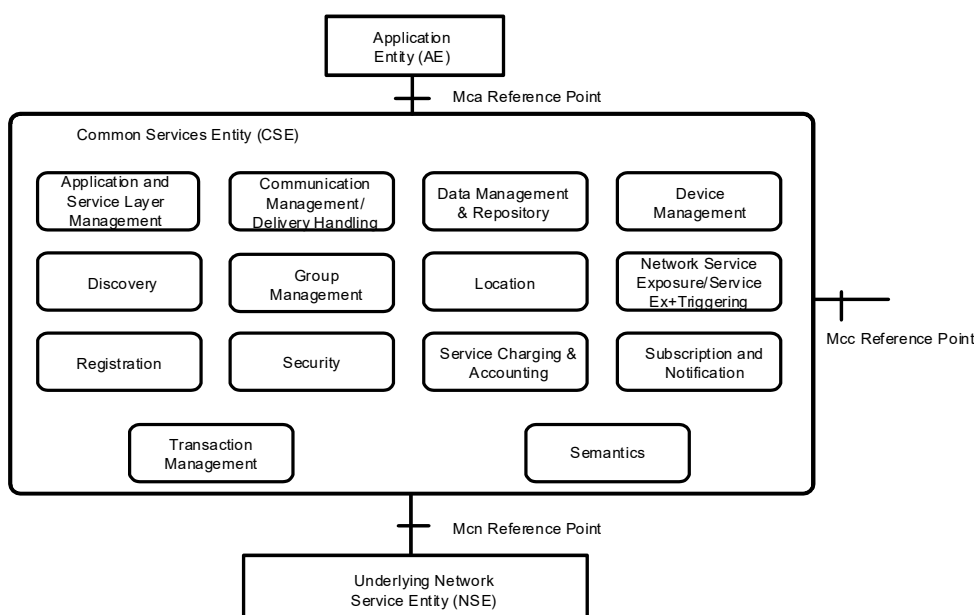 Application
Entity (AE)
Mca Reference Point
Common Services Entity (CSE)
Application and
Service Layer
Management
Communication
Management/
Delivery Handling
Data Management
& Repository
Device
Management
Discovery
Group
Management
Location
Network Service
Exposure/Service
Ex+Triggering
Mcc Reference Point
Registration
Security
Service Charging &
Accounting
Subscription and
Notification
Transaction
Management
Semantics
Mcn Reference Point
Underlying Network
Service Entity (NSE)